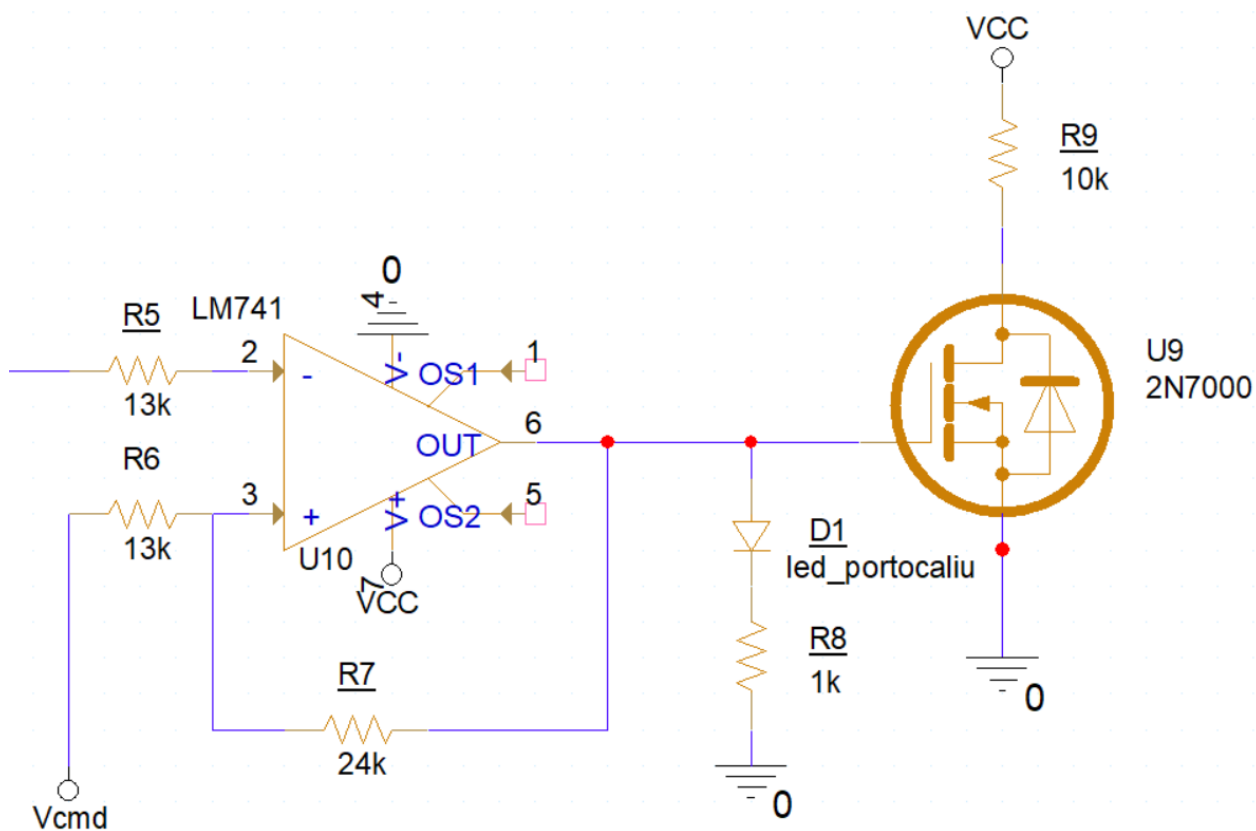 VCC
R9
10k
0
4
R5
LM741
13k
2
-
V-
OS1
1
U9
2N7000
6
OUT
R6
13k
3
+
V+
OS2
5
U10
7
VCC
D1
led_portocaliu
R8
1k
0
R7
24k
0
Vcmd